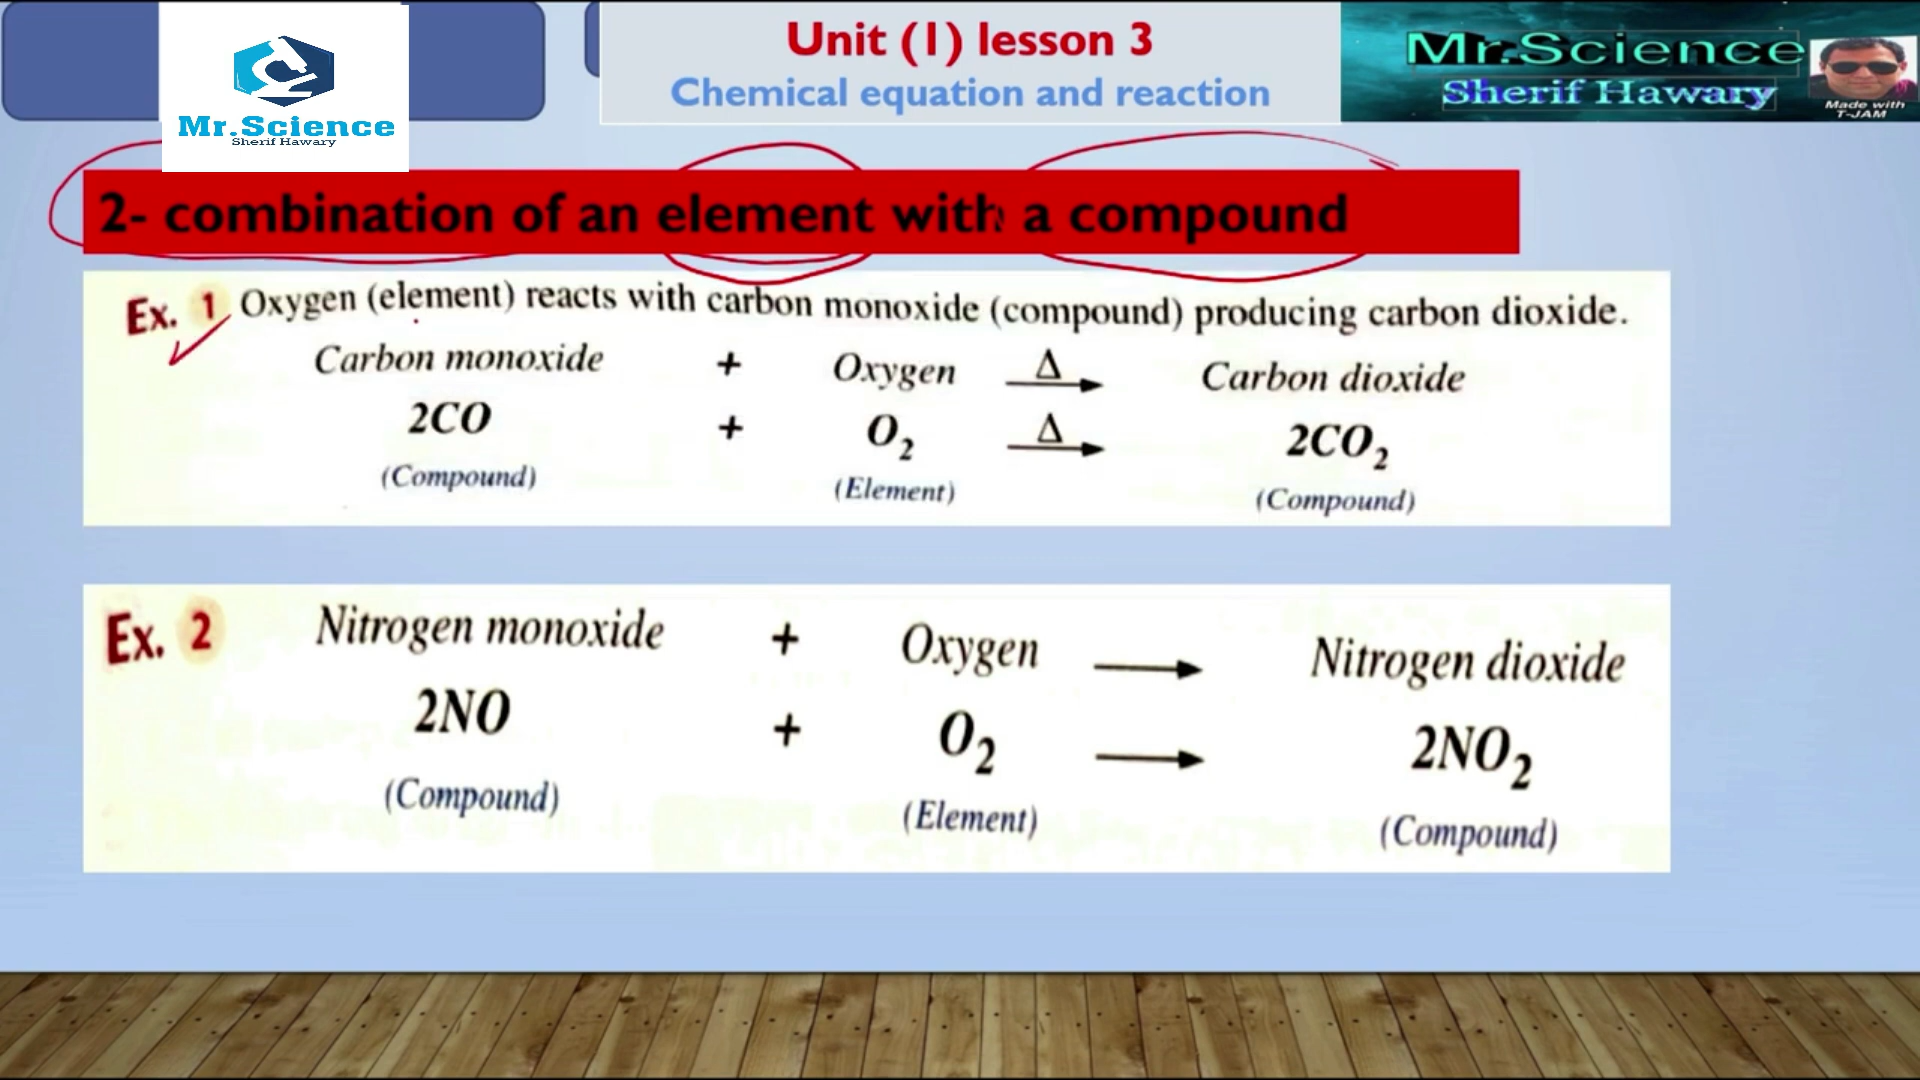 Unit (1) lesson 3
Chemical equation and reaction
Mr.Science
Sherif Hawary
Made with
T-JAM
Mr.Science
Sherif Hawary
2- combination of an element with a compound
Ex. 1 Oxygen (element) reacts with carbon monoxide (compound) producing carbon dioxide.
Carbon monoxide + Oxygen Δ→ Carbon dioxide
2CO + O₂ Δ→ 2CO₂
(Compound) (Element) (Compound)
Ex. 2 Nitrogen monoxide + Oxygen → Nitrogen dioxide
2NO + O₂ → 2NO₂
(Compound) (Element) (Compound)